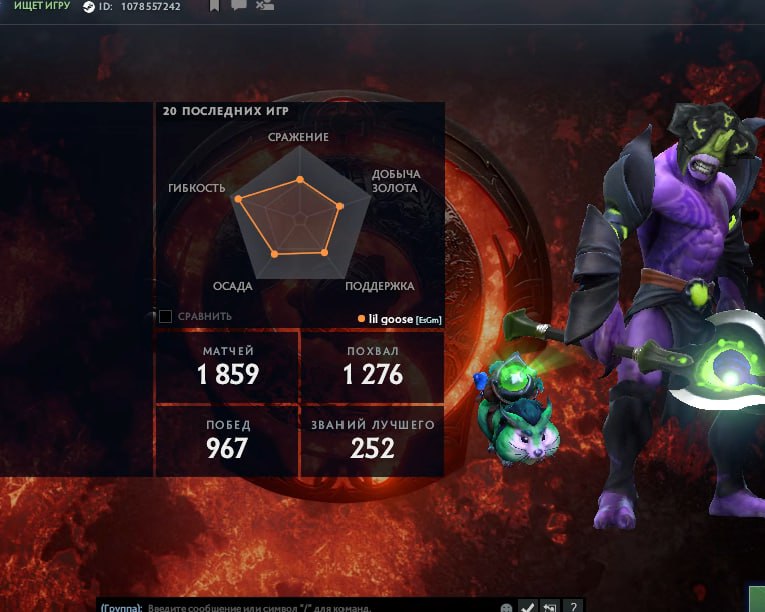 ИЩЕТ ИГРУ ID: 1078557242
20 ПОСЛЕДНИХ ИГР
СРАЖЕНИЕ
ДОБЫЧА
ЗОЛОТА
ГИБКОСТЬ
ОСАДА
ПОДДЕРЖКА
СРАВНИТЬ
lil goose [EsGm]
МАТЧЕЙ
1 859
ПОХВАЛ
1 276
ПОБЕД
967
ЗВАНИЙ ЛУЧШЕГО
252
(Группа): Введите сообщение или символ "/" для команд.
?